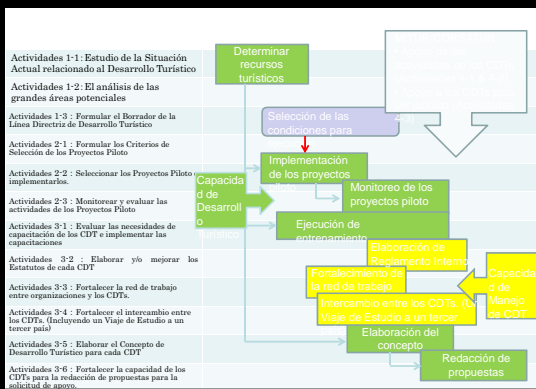 Actividades 1-1: Estudio de la Situación
Actual relacionado al Desarrollo Turístico
Actividades 1-2: El análisis de las
grandes áreas potenciales
Actividades 1-3 : Formular el Borrador de la
Línea Directriz de Desarrollo Turístico
Actividades 2-1 : Formular los Criterios de
Selección de los Proyectos Piloto
Actividades 2-2 : Seleccionar los Proyectos Piloto
implementarlos.
Actividades 2-3 : Monitorear y evaluar las
actividades de los Proyectos Piloto
Actividades 3-1 : Evaluar las necesidades de
capacitación de los CDT e implementar las
capacitaciones
Actividades 3-2 : Elaborar y/o mejorar los
Estatutos de cada CDT
Actividades 3-3 : Fortalecer la red de trabajo
entre organizaciones y los CDTs.
Actividades 3-4 : Fortalecer el intercambio entre
los CDTs. (Incluyendo un Viaje de Estudio a un
tercer país)
Actividades 3-5 : Elaborar el Concepto de
Desarrollo Turístico para cada CDT
Actividades 3-6 : Fortalecer la capacidad de los
CDTs para la redacción de propuestas para la
solicitud de apoyo.
Determinar
recursos
turísticos
Selección de las
condiciones para
Implementación
de los proyectos
Monitoreo de los
proyectos piloto
Capacida
d de
Desarroll
o
Turístico
Ejecución de
entrenamiento
Elaboración de
Reglamento Interno
Fortalecimiento de
la red de trabajo
Intercambio entre los CDTs. (
Viaje de Estudio a un tercer
Capacida
d de
Manejo
de CDT
Elaboración del
concepto
Redacción de
propuestas